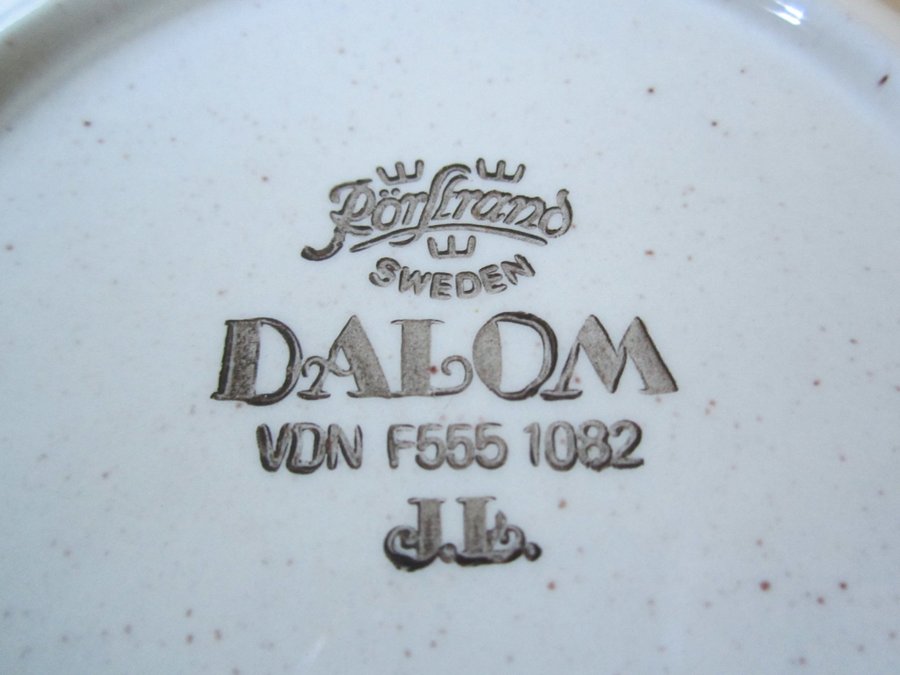 Rörstrand
SWEDEN
DALOM
VDN F555 1082
J.L.